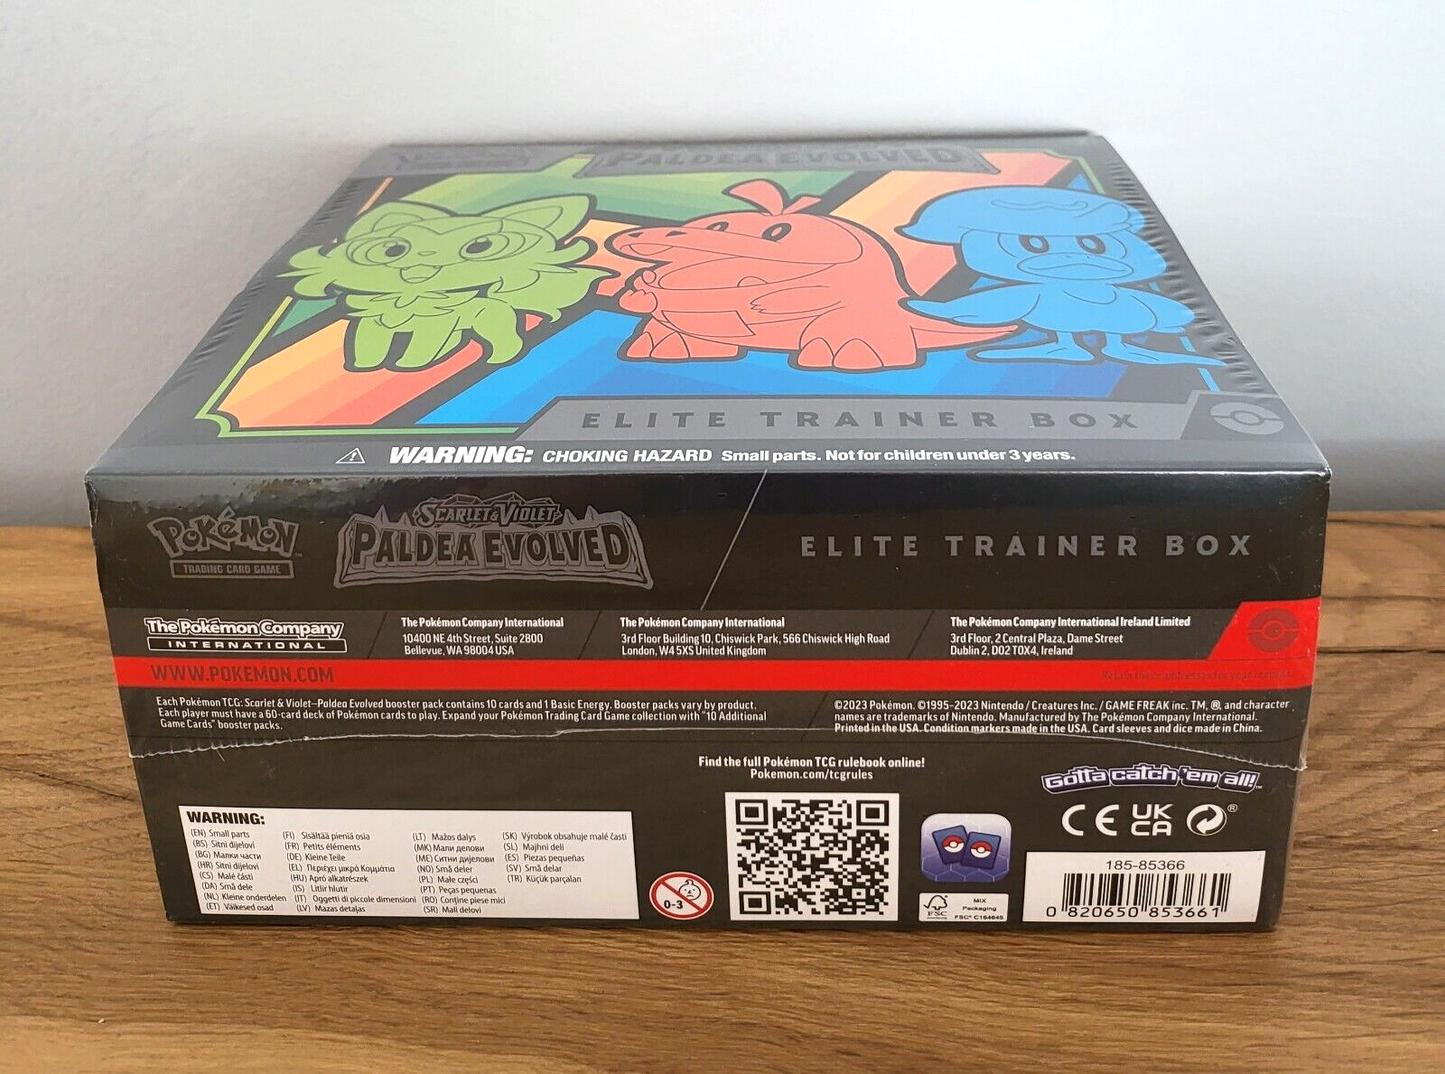 PALDEA EVOLVED
ELITE TRAINER BOX
WARNING: CHOKING HAZARD Small parts. Not for children under 3 years.
POKéMON
TRADING CARD GAME
SCARLET & VIOLET
PALDEA EVOLVED
ELITE TRAINER BOX
The Pokémon Company
INTERNATIONAL
The Pokémon Company International
10400 NE 4th Street, Suite 2800
Bellevue, WA 98004 USA
The Pokémon Company International
3rd Floor Building 10, Chiswick Park, 566 Chiswick High Road
London, W4 5XS United Kingdom
The Pokémon Company International Ireland Limited
3rd Floor, 2 Central Plaza, Dame Street
Dublin 2, D02 T0X4, Ireland
WWW.POKEMON.COM
Retain these addresses for your records.
Each Pokémon TCG: Scarlet & Violet—Paldea Evolved booster pack contains 10 cards and 1 Basic Energy. Booster packs vary by product.
Each player must have a 60-card deck of Pokémon cards to play. Expand your Pokémon Trading Card Game collection with "10 Additional
Game Cards" booster packs.
©2023 Pokémon. ©1995-2023 Nintendo / Creatures Inc. / GAME FREAK inc. TM, ®, and character
names are trademarks of Nintendo. Manufactured by The Pokémon Company International.
Printed in the USA. Condition markers made in the USA. Card sleeves and dice made in China.
Find the full Pokémon TCG rulebook online!
Pokemon.com/tcgrules
Gotta catch 'em all!™
CE UK CA ®
WARNING:
(EN) Small parts
(BS) Sitni dijelovi
(BG) Малки части
(HR) Sitni dijelovi
(CS) Malé části
(DA) Små dele
(NL) Kleine onderdelen
(ET) Väikesed osad
(FI) Sisältää pieniä osia
(FR) Petits éléments
(DE) Kleine Teile
(EL) Περιέχει μικρά Κομμάτια
(HU) Apró alkatrészek
(IS) Litlir hlutir
(IT) Oggetti di piccole dimensioni
(LV) Mazas detaļas
(LT) Mažos dalys
(MK) Мали делови
(ME) Ситни дијелови
(NO) Små deler
(PL) Małe części
(PT) Peças pequenas
(RO) Conține piese mici
(SR) Mali delovi
(SK) Výrobok obsahuje malé časti
(SL) Majhni deli
(ES) Piezas pequeñas
(SV) Små delar
(TR) Küçük parçalan
0-3
FSC
MIX
Packaging
FSC® C164645
185-85366
0 820650 853661